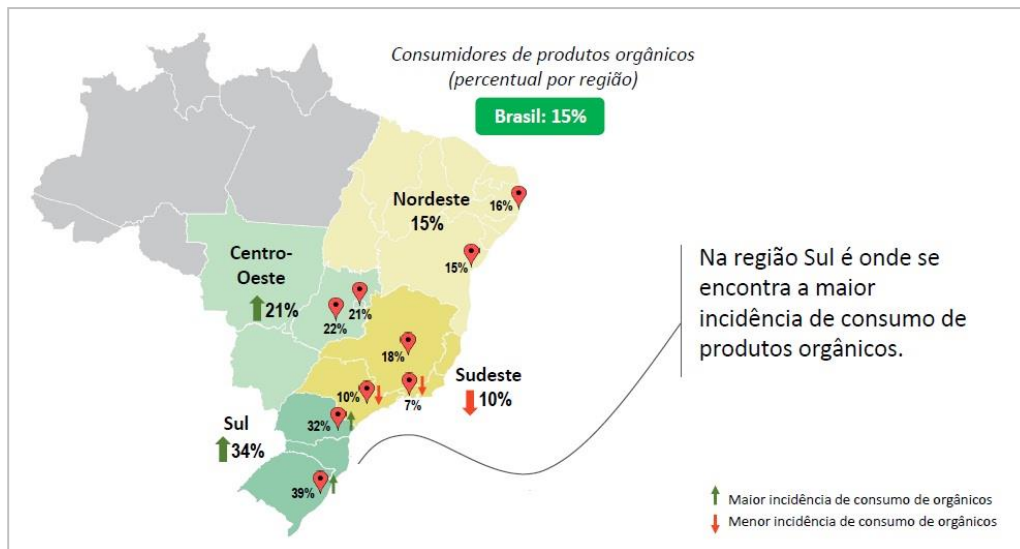 Consumidores de produtos orgânicos
(percentual por região)
Brasil: 15%
Nordeste
15%
16%
15%
Centro-
Oeste
21%
22%
21%
18%
10%
7%
Sudeste
10%
Sul
34%
32%
39%
Na região Sul é onde se
encontra a maior
incidência de consumo de
produtos orgânicos.
Maior incidência de consumo de orgânicos
Menor incidência de consumo de orgânicos